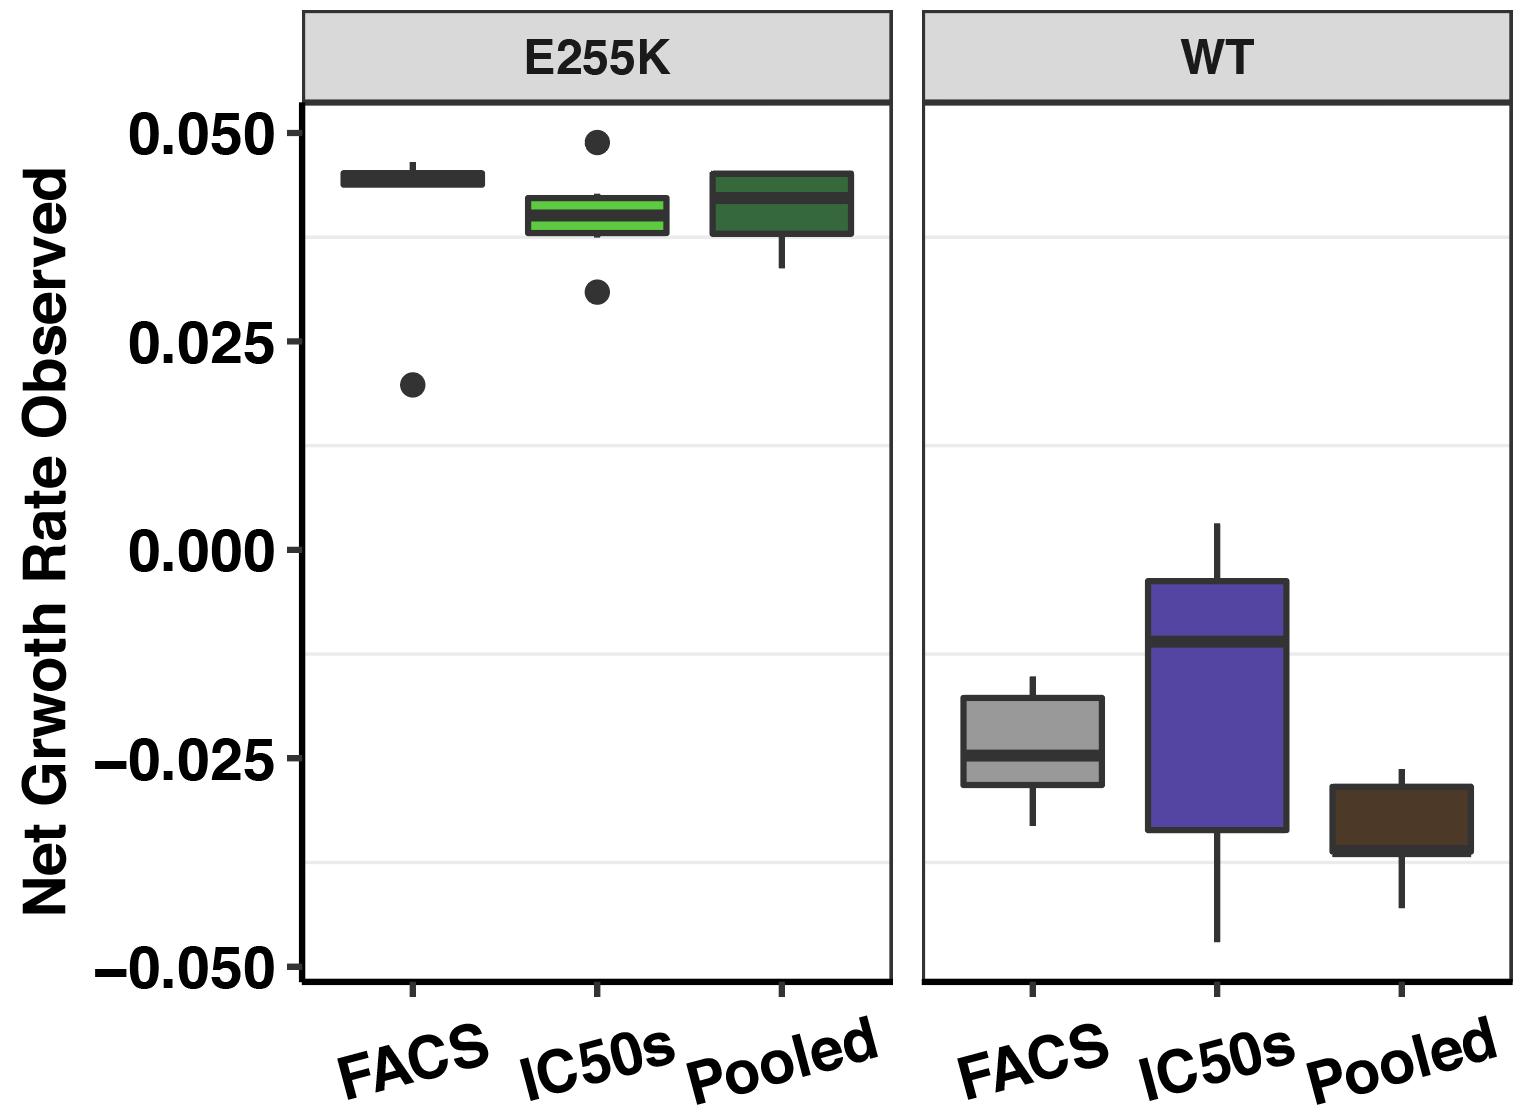 E255K
WT
Net Grwoth Rate Observed
0.050
0.025
0.000
−0.025
−0.050
FACS
IC50s
Pooled
FACS
IC50s
Pooled